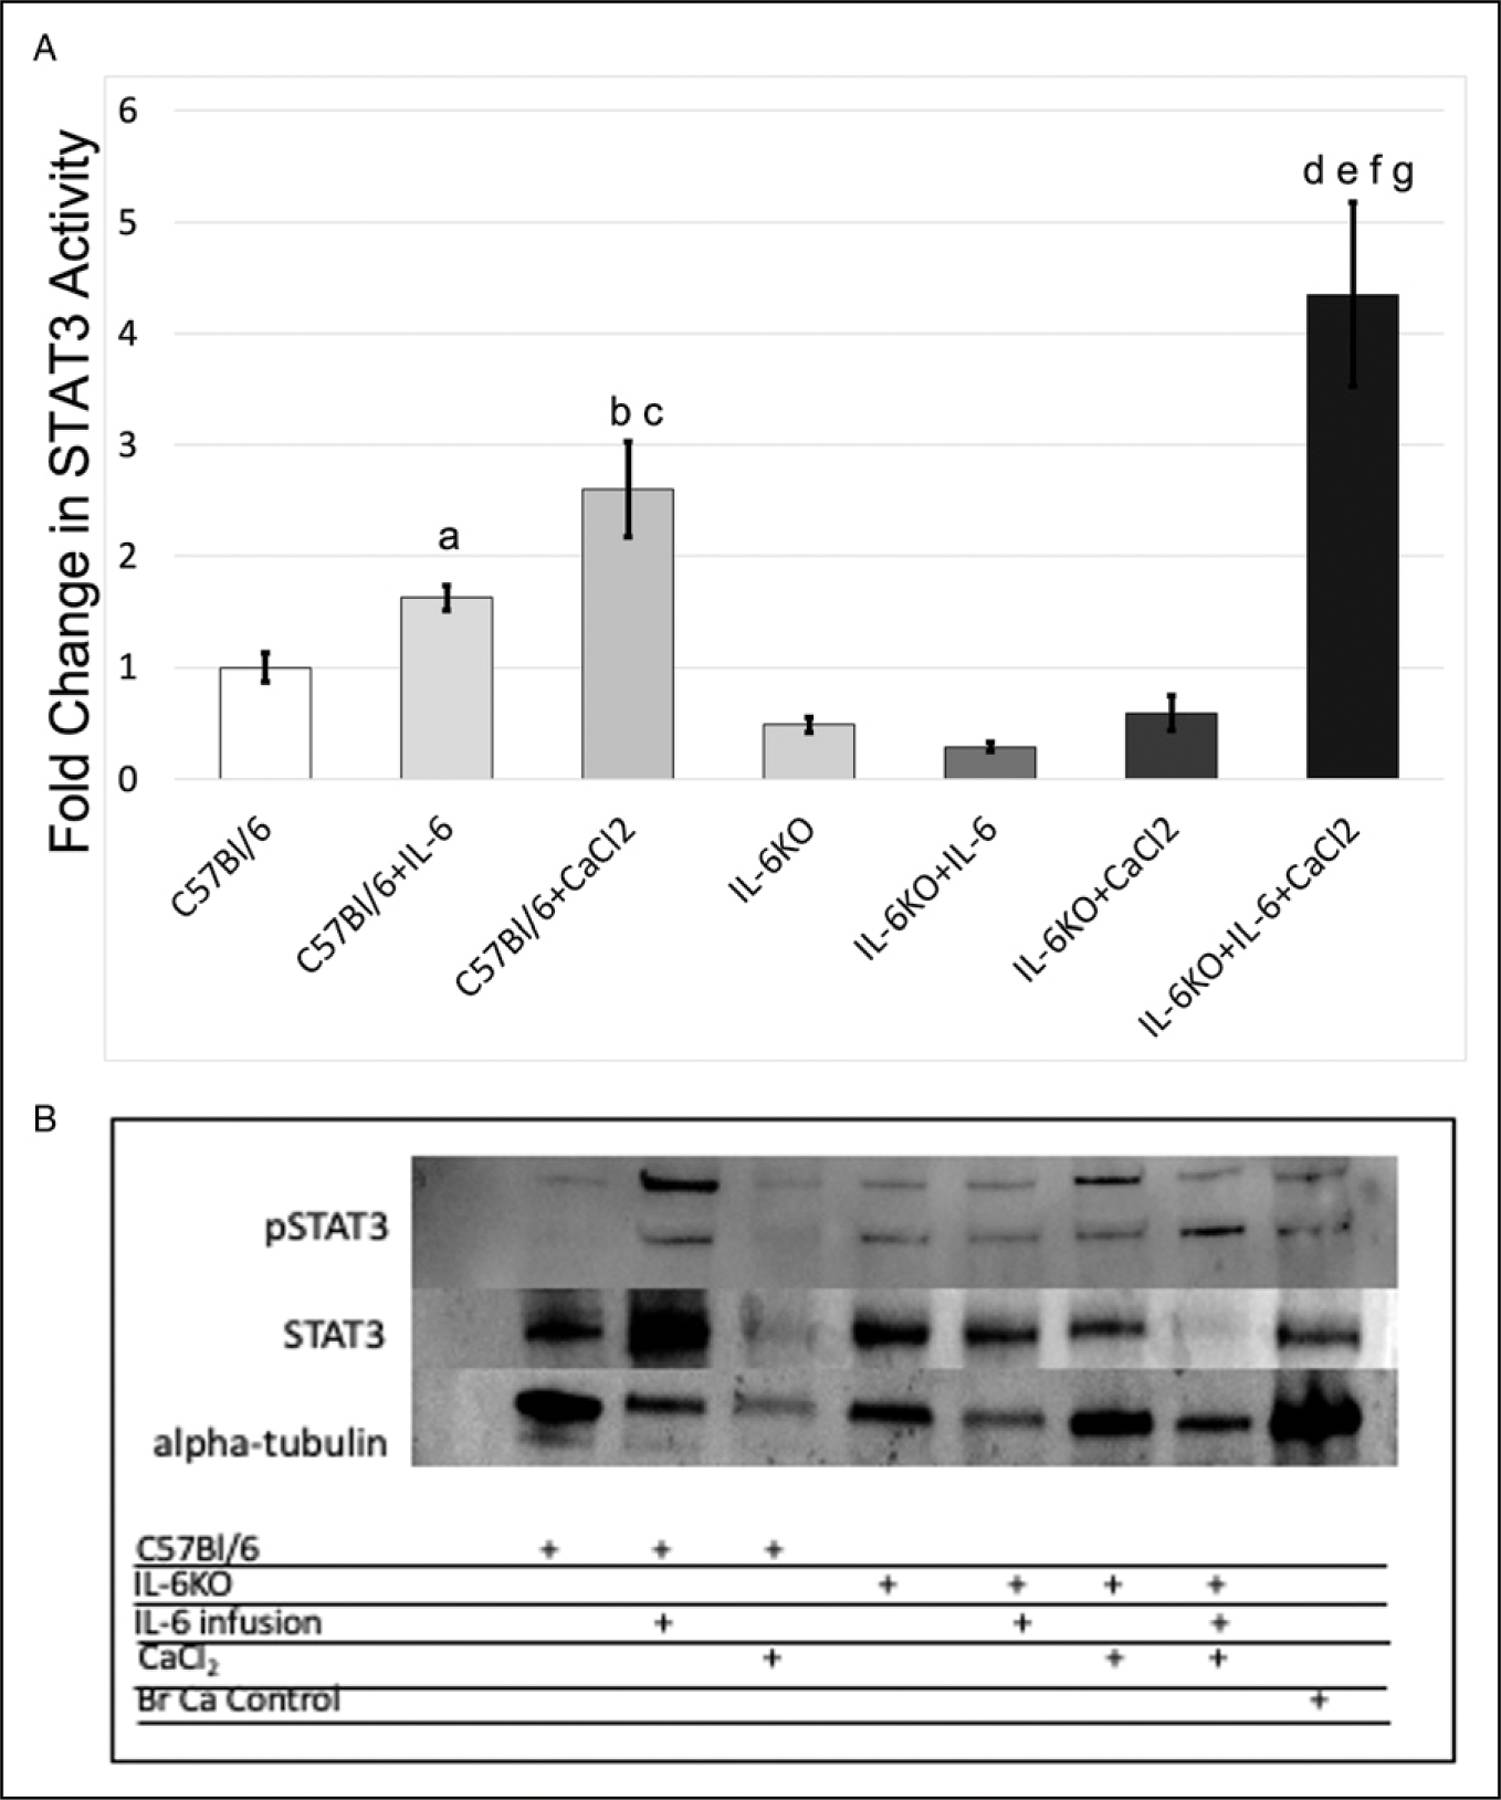 A
Fold Change in STAT3 Activity
6
5
4
3
2
1
0
a
b c
d e f g
C57Bl/6
C57Bl/6+IL-6
C57Bl/6+CaCl2
IL-6KO
IL-6KO+IL-6
IL-6KO+CaCl2
IL-6KO+IL-6+CaCl2
B
pSTAT3
STAT3
alpha-tubulin
C57Bl/6 + + +
IL-6KO + + + +
IL-6 infusion + + +
CaCl₂ + + +
Br Ca Control +